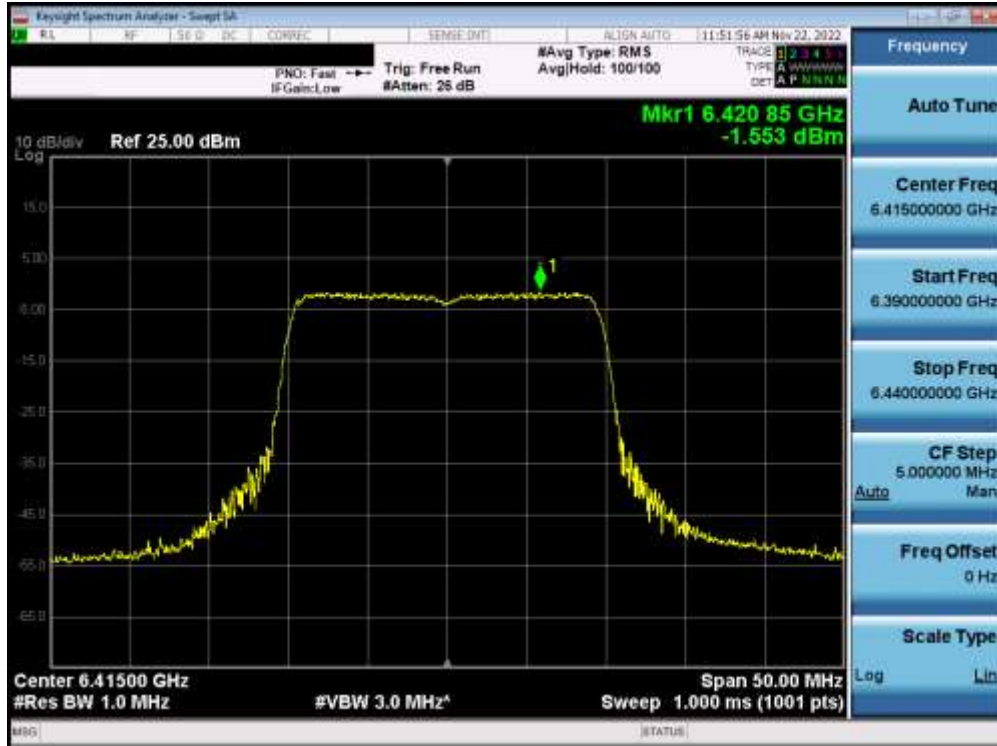 Keysight Spectrum Analyzer - Swept SA
RL RF 50 Ω DC CORREC SENSE:INT ALIGN AUTO 11:51:56 AM Nov 22, 2022
PNO: Fast Trig: Free Run #Avg Type: RMS TRACE 1 2 3 4 5 6
IFGain:Low #Atten: 26 dB Avg|Hold: 100/100 TYPE A
DET A P N N N N
Mkr1 6.420 85 GHz
-1.553 dBm
10 dB/div Ref 25.00 dBm
Log
15.0
5.00
-5.00
-15.0
-25.0
-35.0
-45.0
-55.0
-65.0
1
Center 6.41500 GHz Span 50.00 MHz
#Res BW 1.0 MHz #VBW 3.0 MHz* Sweep 1.000 ms (1001 pts)
MSG STATUS
Frequency
Auto Tune
Center Freq
6.415000000 GHz
Start Freq
6.390000000 GHz
Stop Freq
6.440000000 GHz
CF Step
5.000000 MHz
Auto Man
Freq Offset
0 Hz
Scale Type
Log Lin